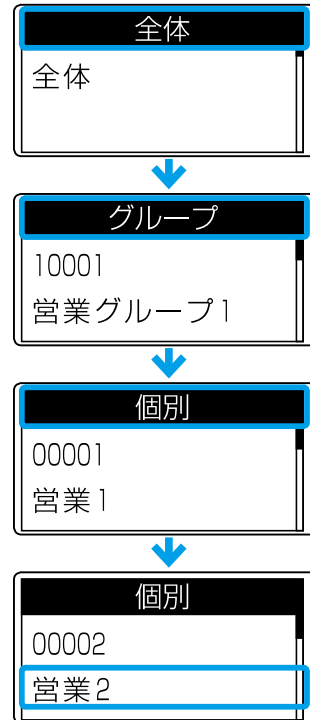 全体
全体
グループ
10001
営業グループ1
個別
00001
営業1
個別
00002
営業2